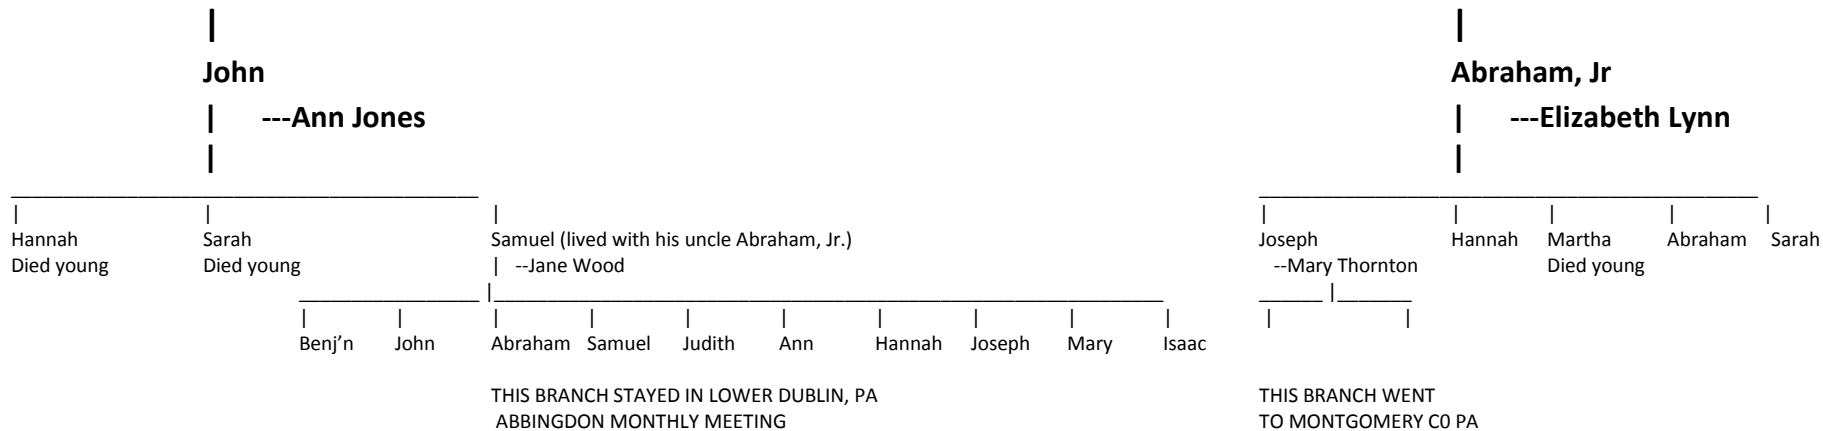 John Abraham, Jr
---Ann Jones ---Elizabeth Lynn
Hannah Sarah Samuel (lived with his uncle Abraham, Jr.) Joseph Hannah Martha Abraham Sarah
Died young Died young --Jane Wood --Mary Thornton Died young
Benj'n John Abraham Samuel Judith Ann Hannah Joseph Mary Isaac
THIS BRANCH STAYED IN LOWER DUBLIN, PA THIS BRANCH WENT
ABBINGDON MONTHLY MEETING TO MONTGOMERY C0 PA